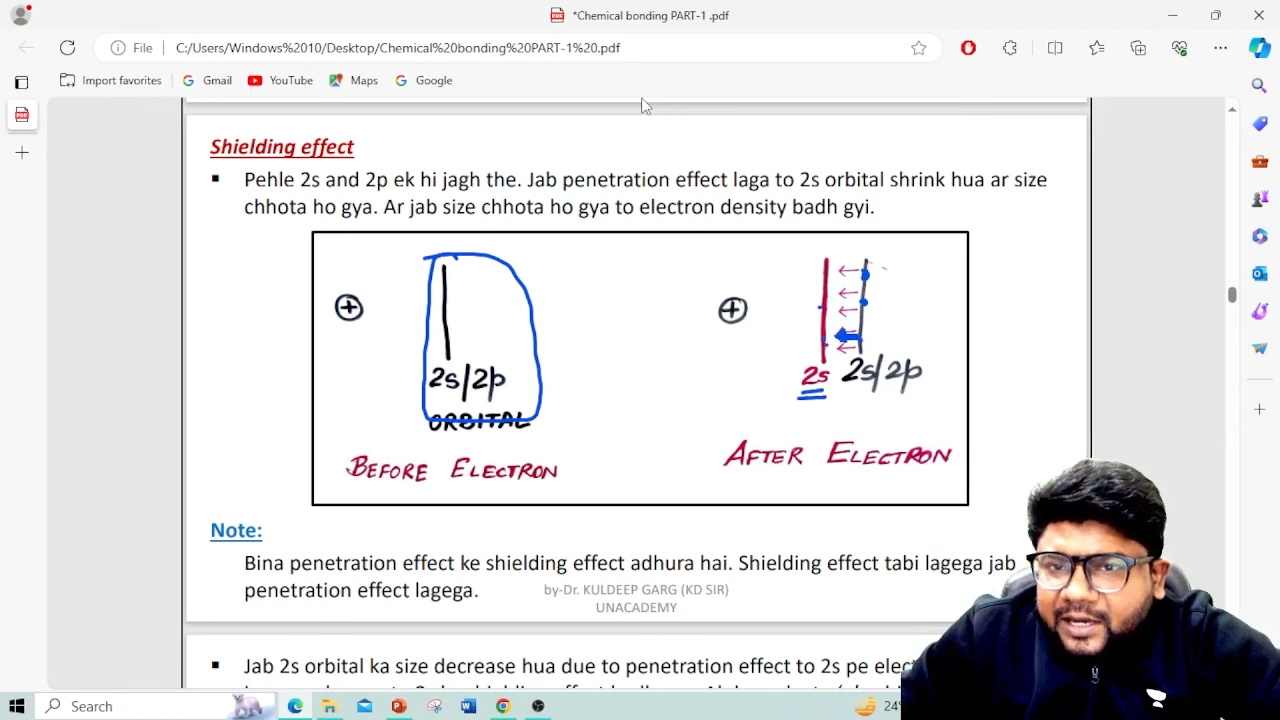 *Chemical bonding PART-1 .pdf
File
C:/Users/Windows%2010/Desktop/Chemical%20bonding%20PART-1%20.pdf
Import favorites
Gmail
YouTube
Maps
Google
Shielding effect
Pehle 2s and 2p ek hi jagh the. Jab penetration effect laga to 2s orbital shrink hua ar size
chhota ho gya. Ar jab size chhota ho gya to electron density badh gyi.
+
2s/2p
ORBITAL
BEFORE ELECTRON
+
2s 2s/2p
AFTER ELECTRON
Note:
Bina penetration effect ke shielding effect adhura hai. Shielding effect tabi lagega jab
penetration effect lagega.
by-Dr. KULDEEP GARG (KD SIR)
UNACADEMY
Jab 2s orbital ka size decrease hua due to penetration effect to 2s pe
Search
24°